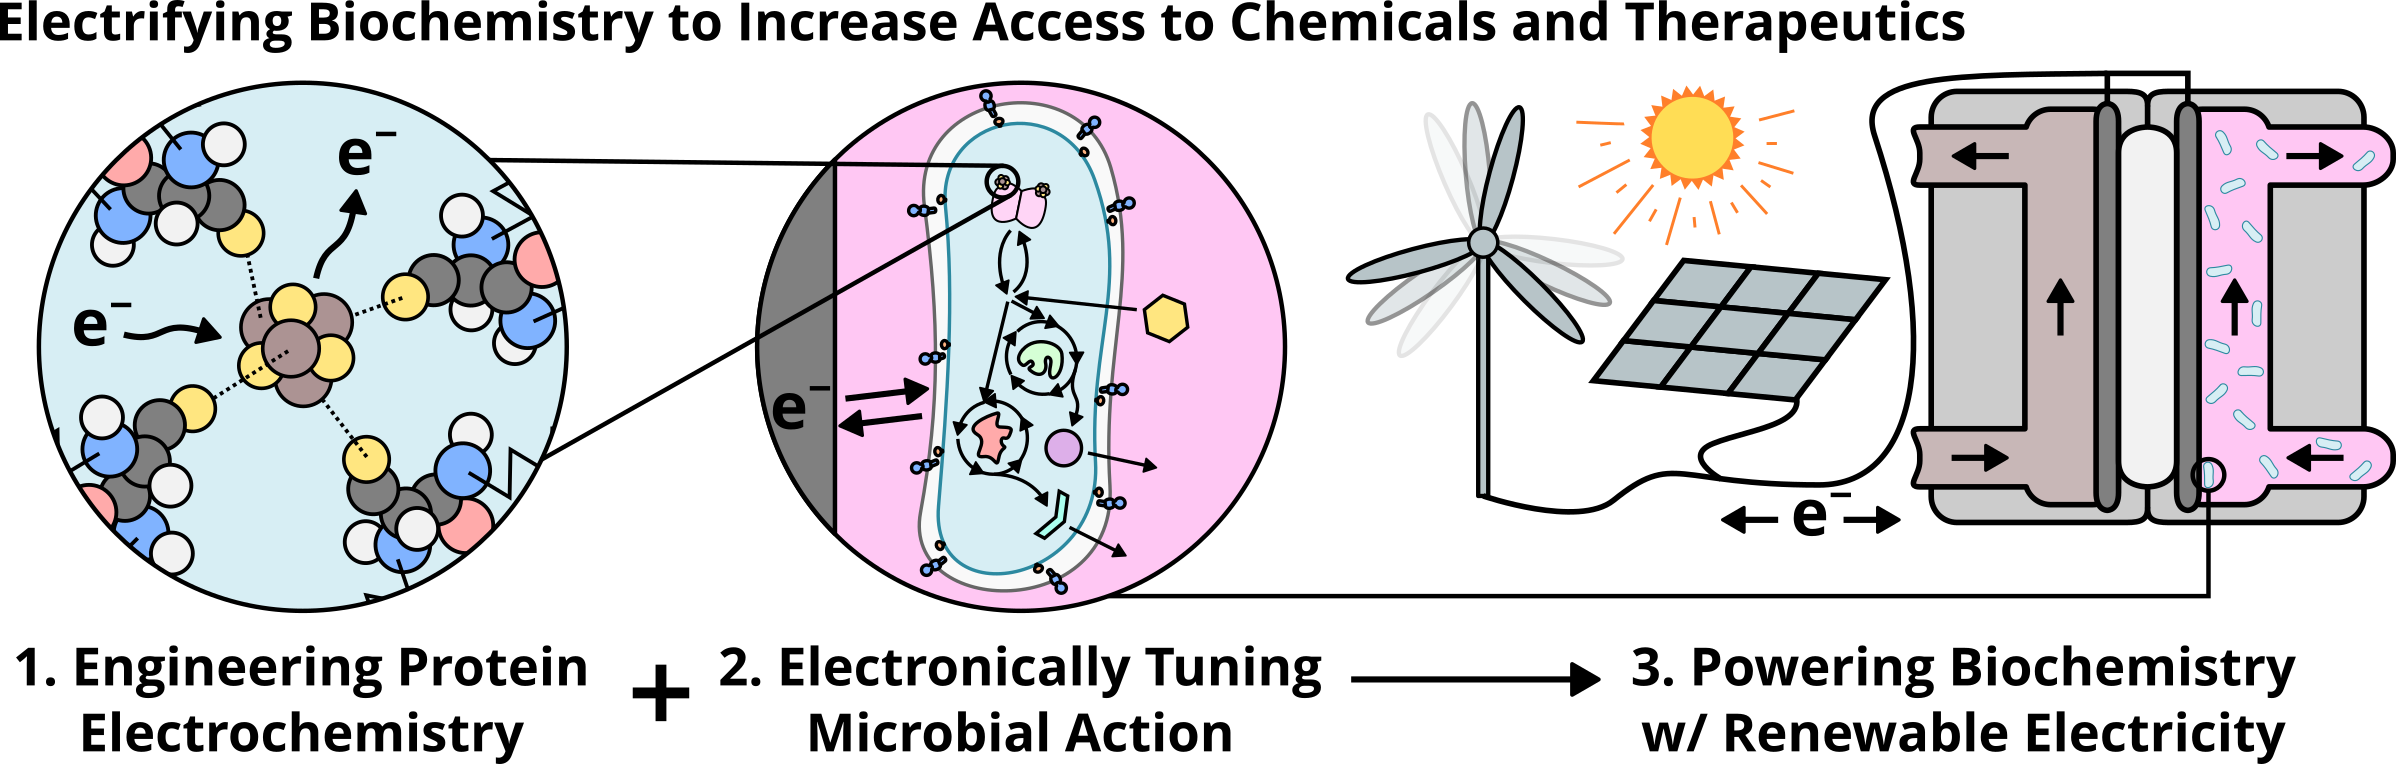 Electrifying Biochemistry to Increase Access to Chemicals and Therapeutics
e⁻
e⁻
e⁻
e⁻
1. Engineering Protein
Electrochemistry
+
2. Electronically Tuning
Microbial Action
3. Powering Biochemistry
w/ Renewable Electricity